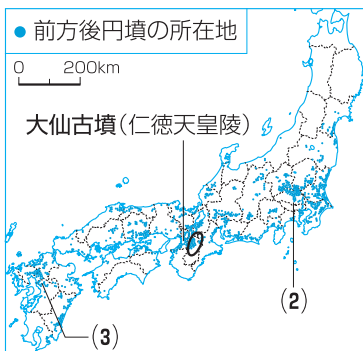 ● 前方後円墳の所在地
0 200km
大仙古墳(仁徳天皇陵)
(2)
(3)